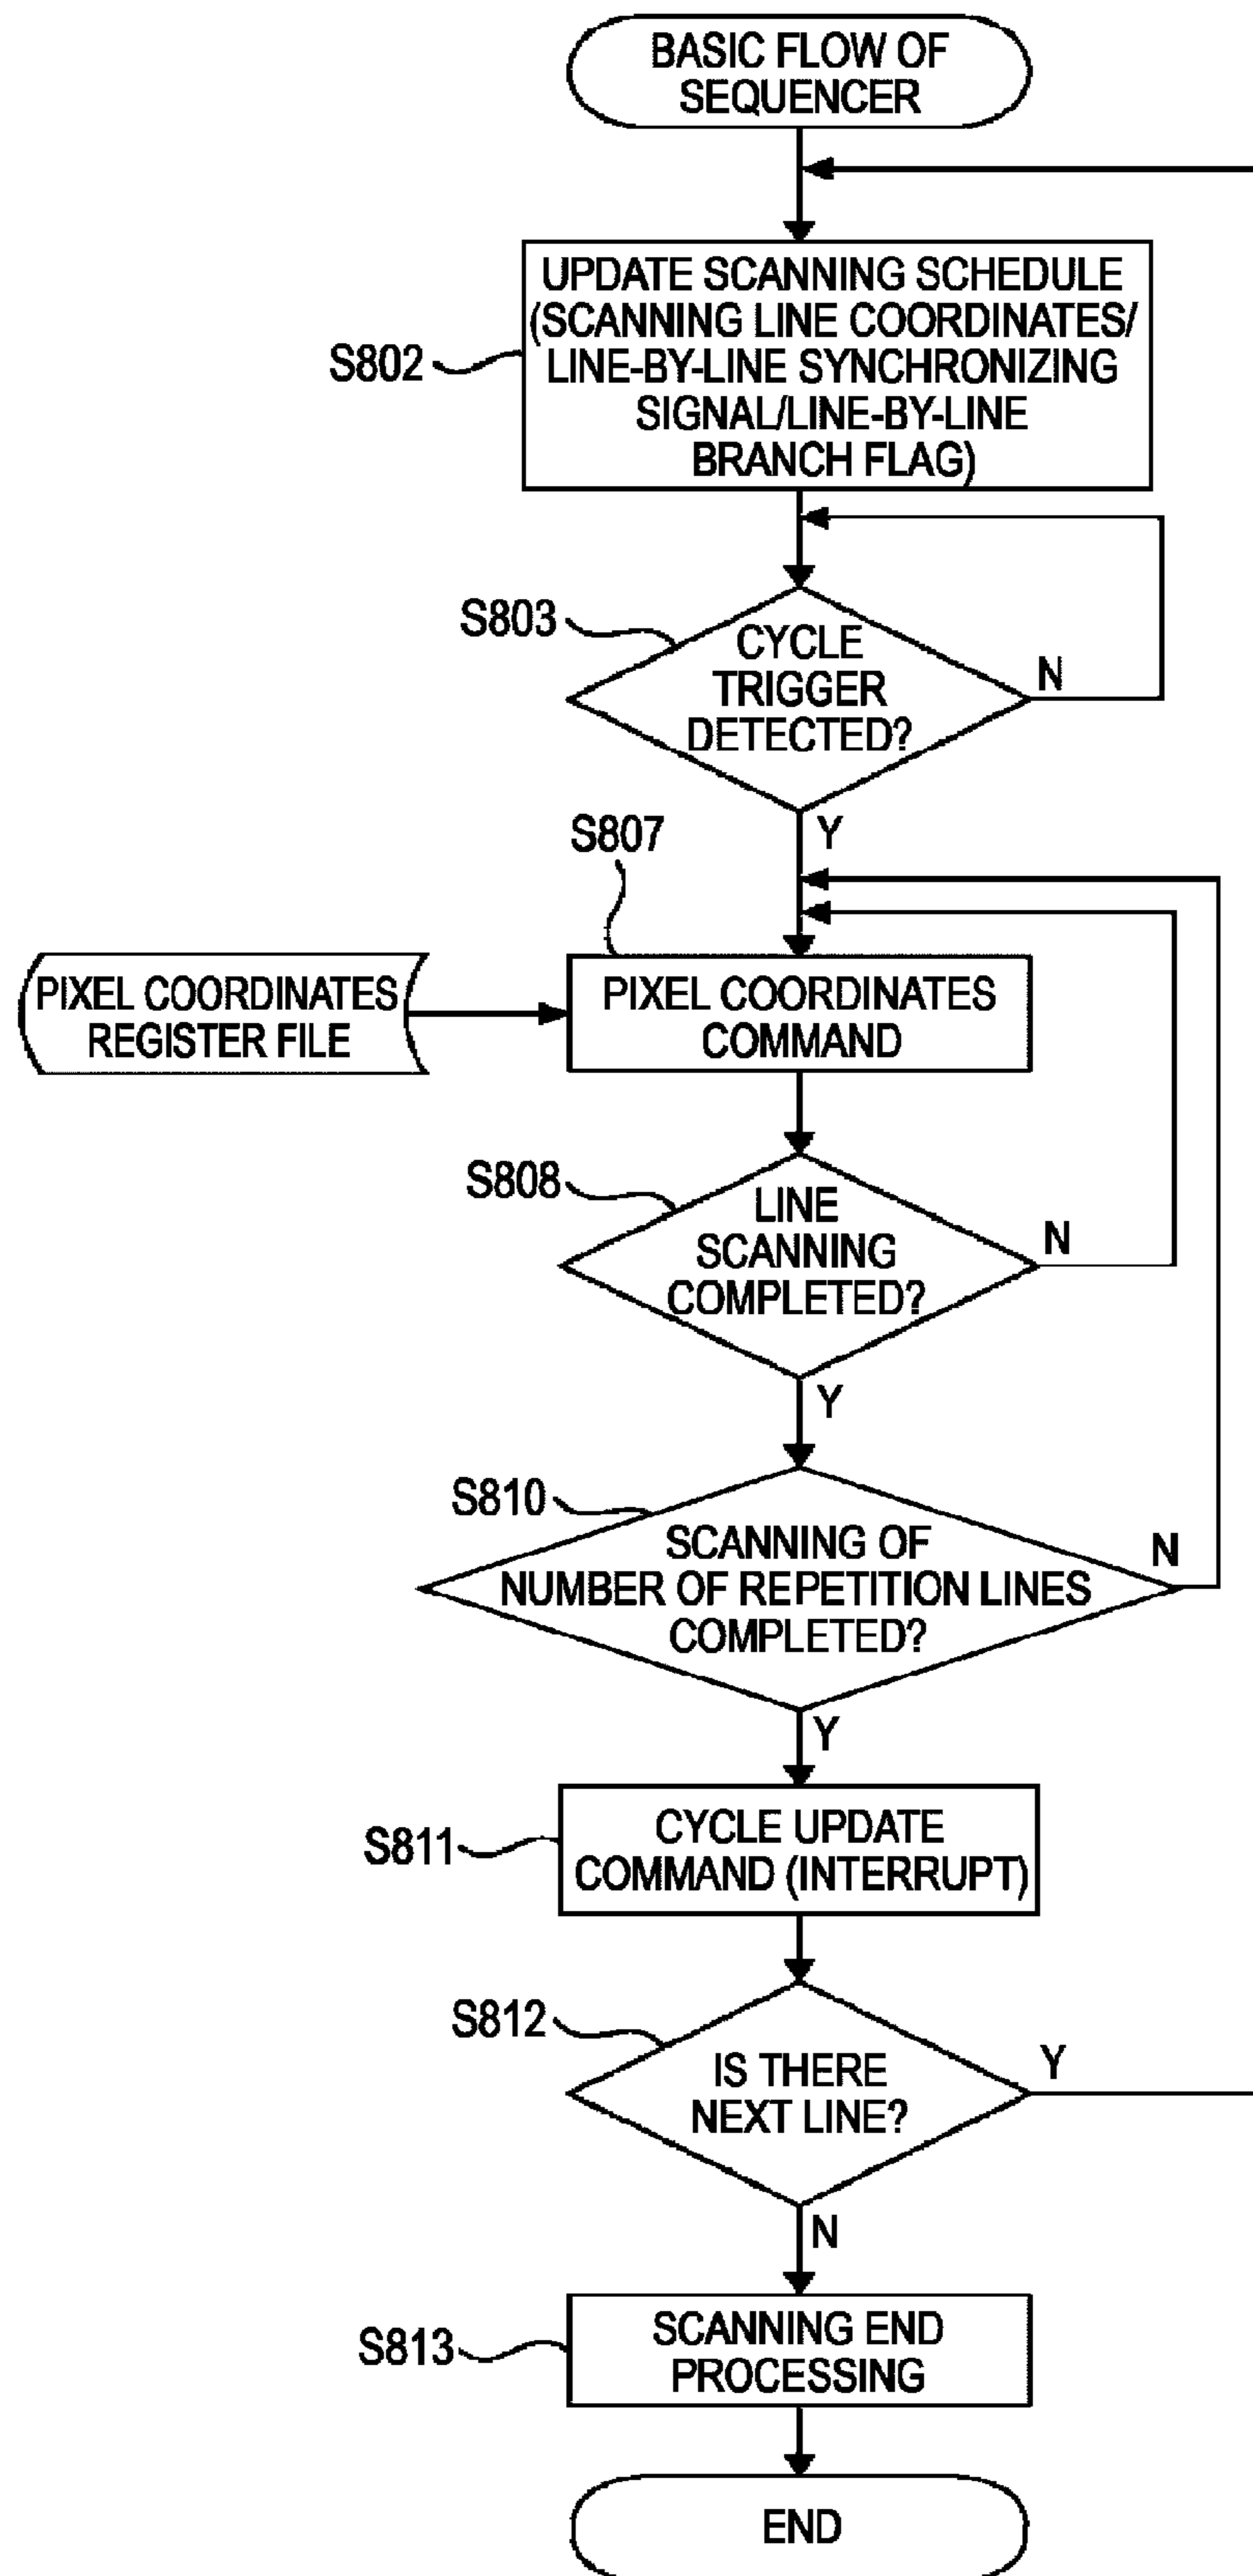 BASIC FLOW OF
SEQUENCER
UPDATE SCANNING SCHEDULE
(SCANNING LINE COORDINATES/
LINE-BY-LINE SYNCHRONIZING
SIGNAL/LINE-BY-LINE
BRANCH FLAG)
S802
S803
CYCLE
TRIGGER
DETECTED?
N
Y
S807
PIXEL COORDINATES
REGISTER FILE
PIXEL COORDINATES
COMMAND
S808
LINE
SCANNING
COMPLETED?
N
Y
S810
SCANNING OF
NUMBER OF REPETITION LINES
COMPLETED?
N
Y
S811
CYCLE UPDATE
COMMAND (INTERRUPT)
S812
IS THERE
NEXT LINE?
Y
N
S813
SCANNING END
PROCESSING
END